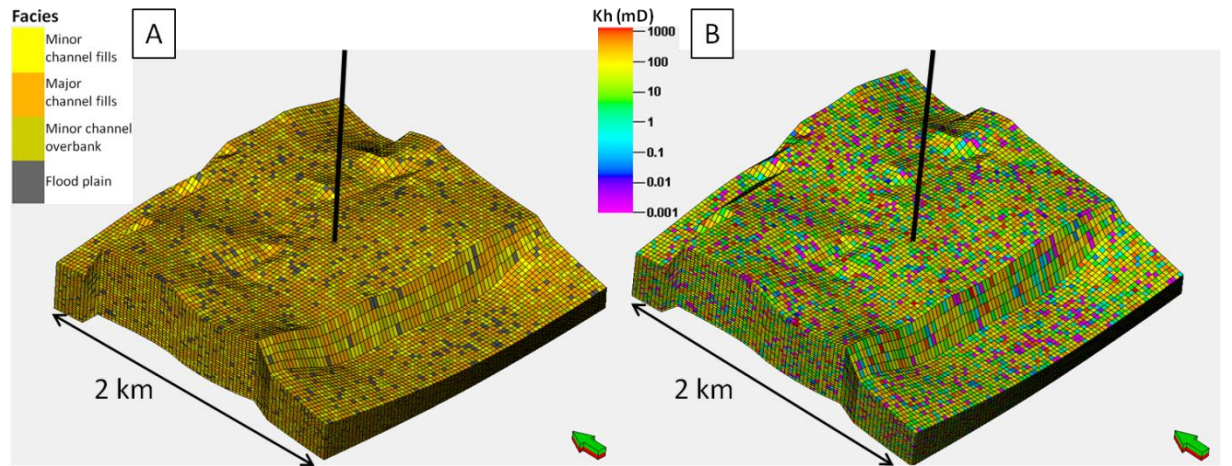 Facies
Minor
channel fills
Major
channel fills
Minor channel
overbank
Flood plain
A
2 km
Kh (mD)
1000
100
10
1
0.1
0.01
0.001
B
2 km